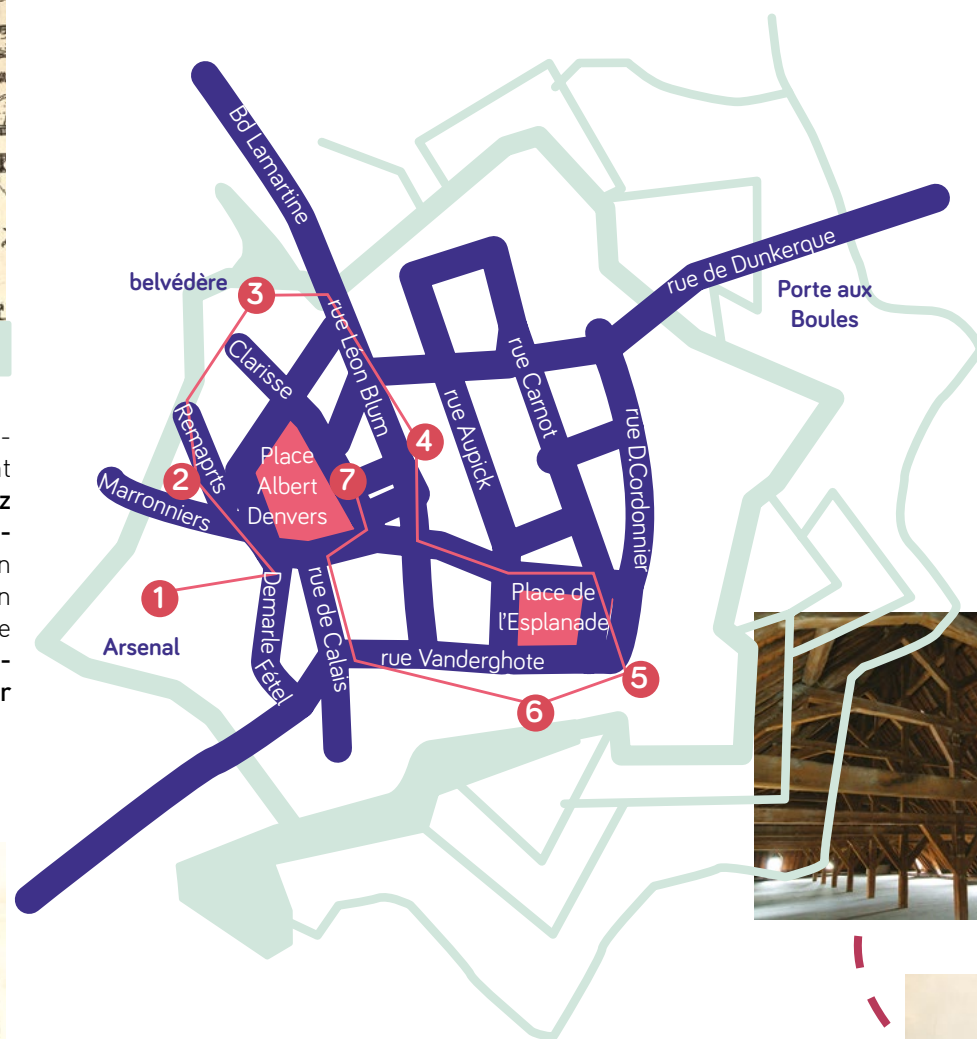 -
nt
z
-
n
n
e
-
r
Bd Lamartine
rue de Dunkerque
Porte aux
Boules
belvédère
3
rue Léon Blum
Clarisse
rue Carnot
rue Aupick
rue D.Cordonnier
4
Remaprts
2
Place
Albert
Denvers
7
Marronniers
1
Arsenal
Demarle Fétel
rue de Calais
Place de
l'Esplanade
rue Vanderghote
5
6